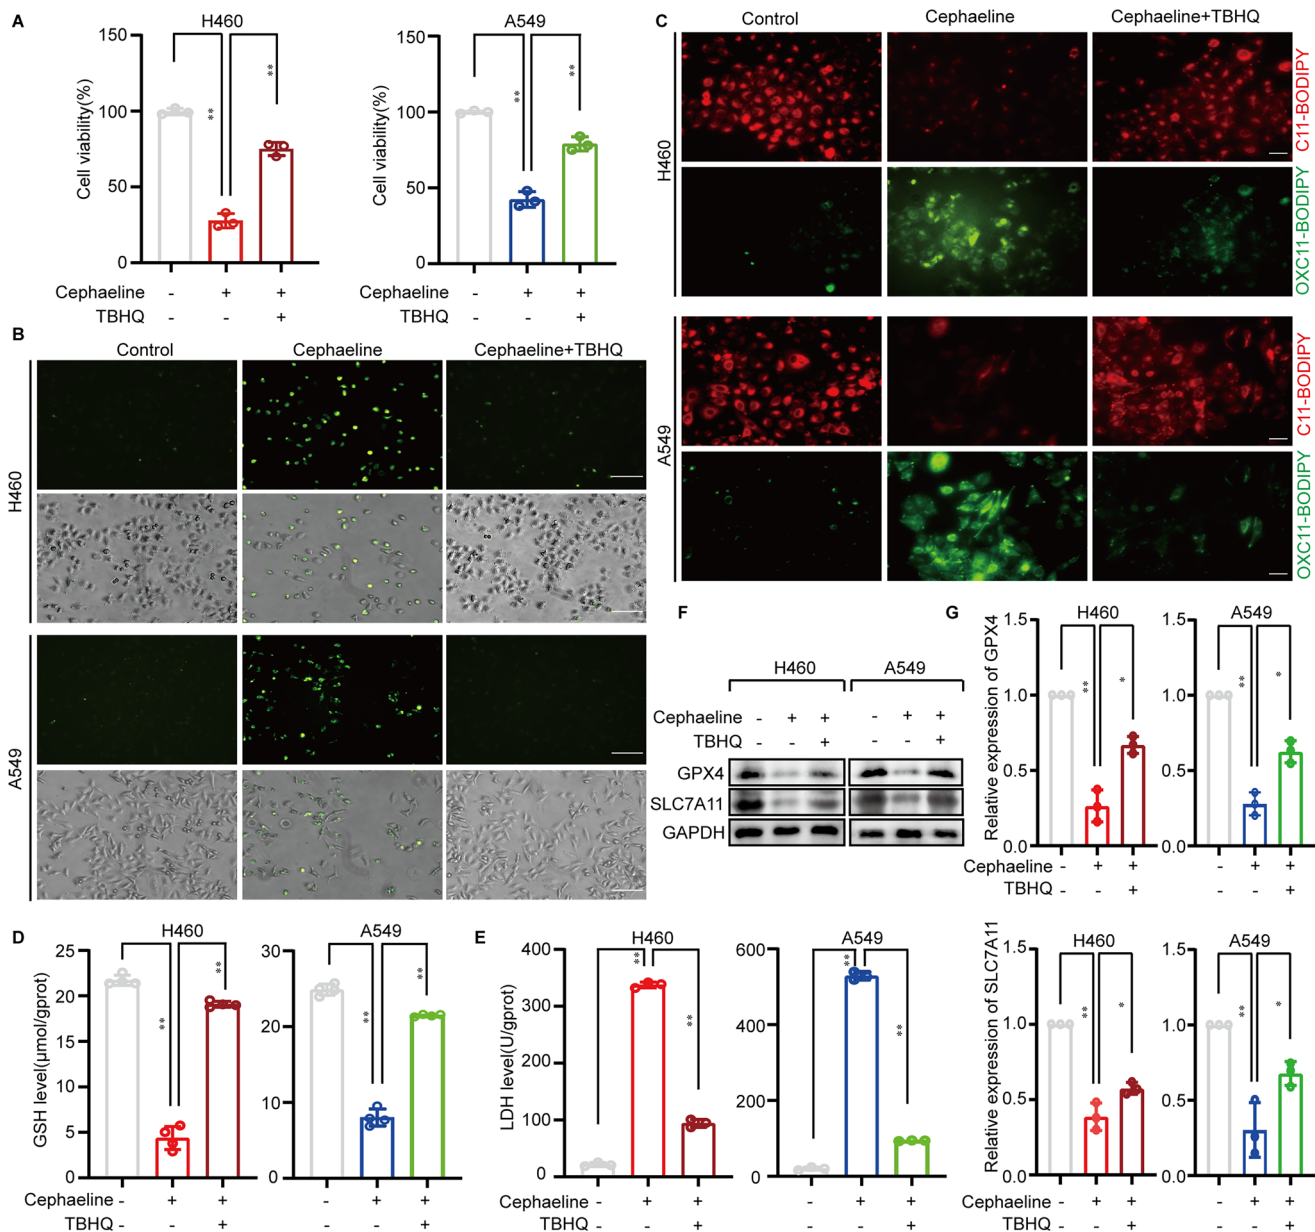 A
H460
A549
Cell viability(%)
150
100
50
0
**
**
Cell viability(%)
150
100
50
0
**
**
Cephaeline - + +
TBHQ - - +
Cephaeline - + +
TBHQ - - +
B
Control Cephaeline Cephaeline+TBHQ
H460
A549
C
Control Cephaeline Cephaeline+TBHQ
H460
C11-BODIPY
OXC11-BODIPY
A549
C11-BODIPY
OXC11-BODIPY
D
H460
A549
GSH level(μmol/gprot)
25
20
15
10
5
0
**
**
30
20
10
0
**
**
Cephaeline - + + - + +
TBHQ - - + - - +
E
H460
A549
LDH level(U/gprot)
400
300
200
100
0
**
**
600
400
200
0
**
**
Cephaeline - + + - + +
TBHQ - - + - - +
F
H460 A549
Cephaeline - + + - + +
TBHQ - - + - - +
GPX4
SLC7A11
GAPDH
G
H460
A549
Relative expression of GPX4
1.5
1.0
0.5
0.0
**
*
1.5
1.0
0.5
0.0
**
*
Cephaeline - + + - + +
TBHQ - - + - - +
H460
A549
Relative expression of SLC7A11
1.5
1.0
0.5
0.0
**
*
1.5
1.0
0.5
0.0
**
*
Cephaeline - + + - + +
TBHQ - - + - - +